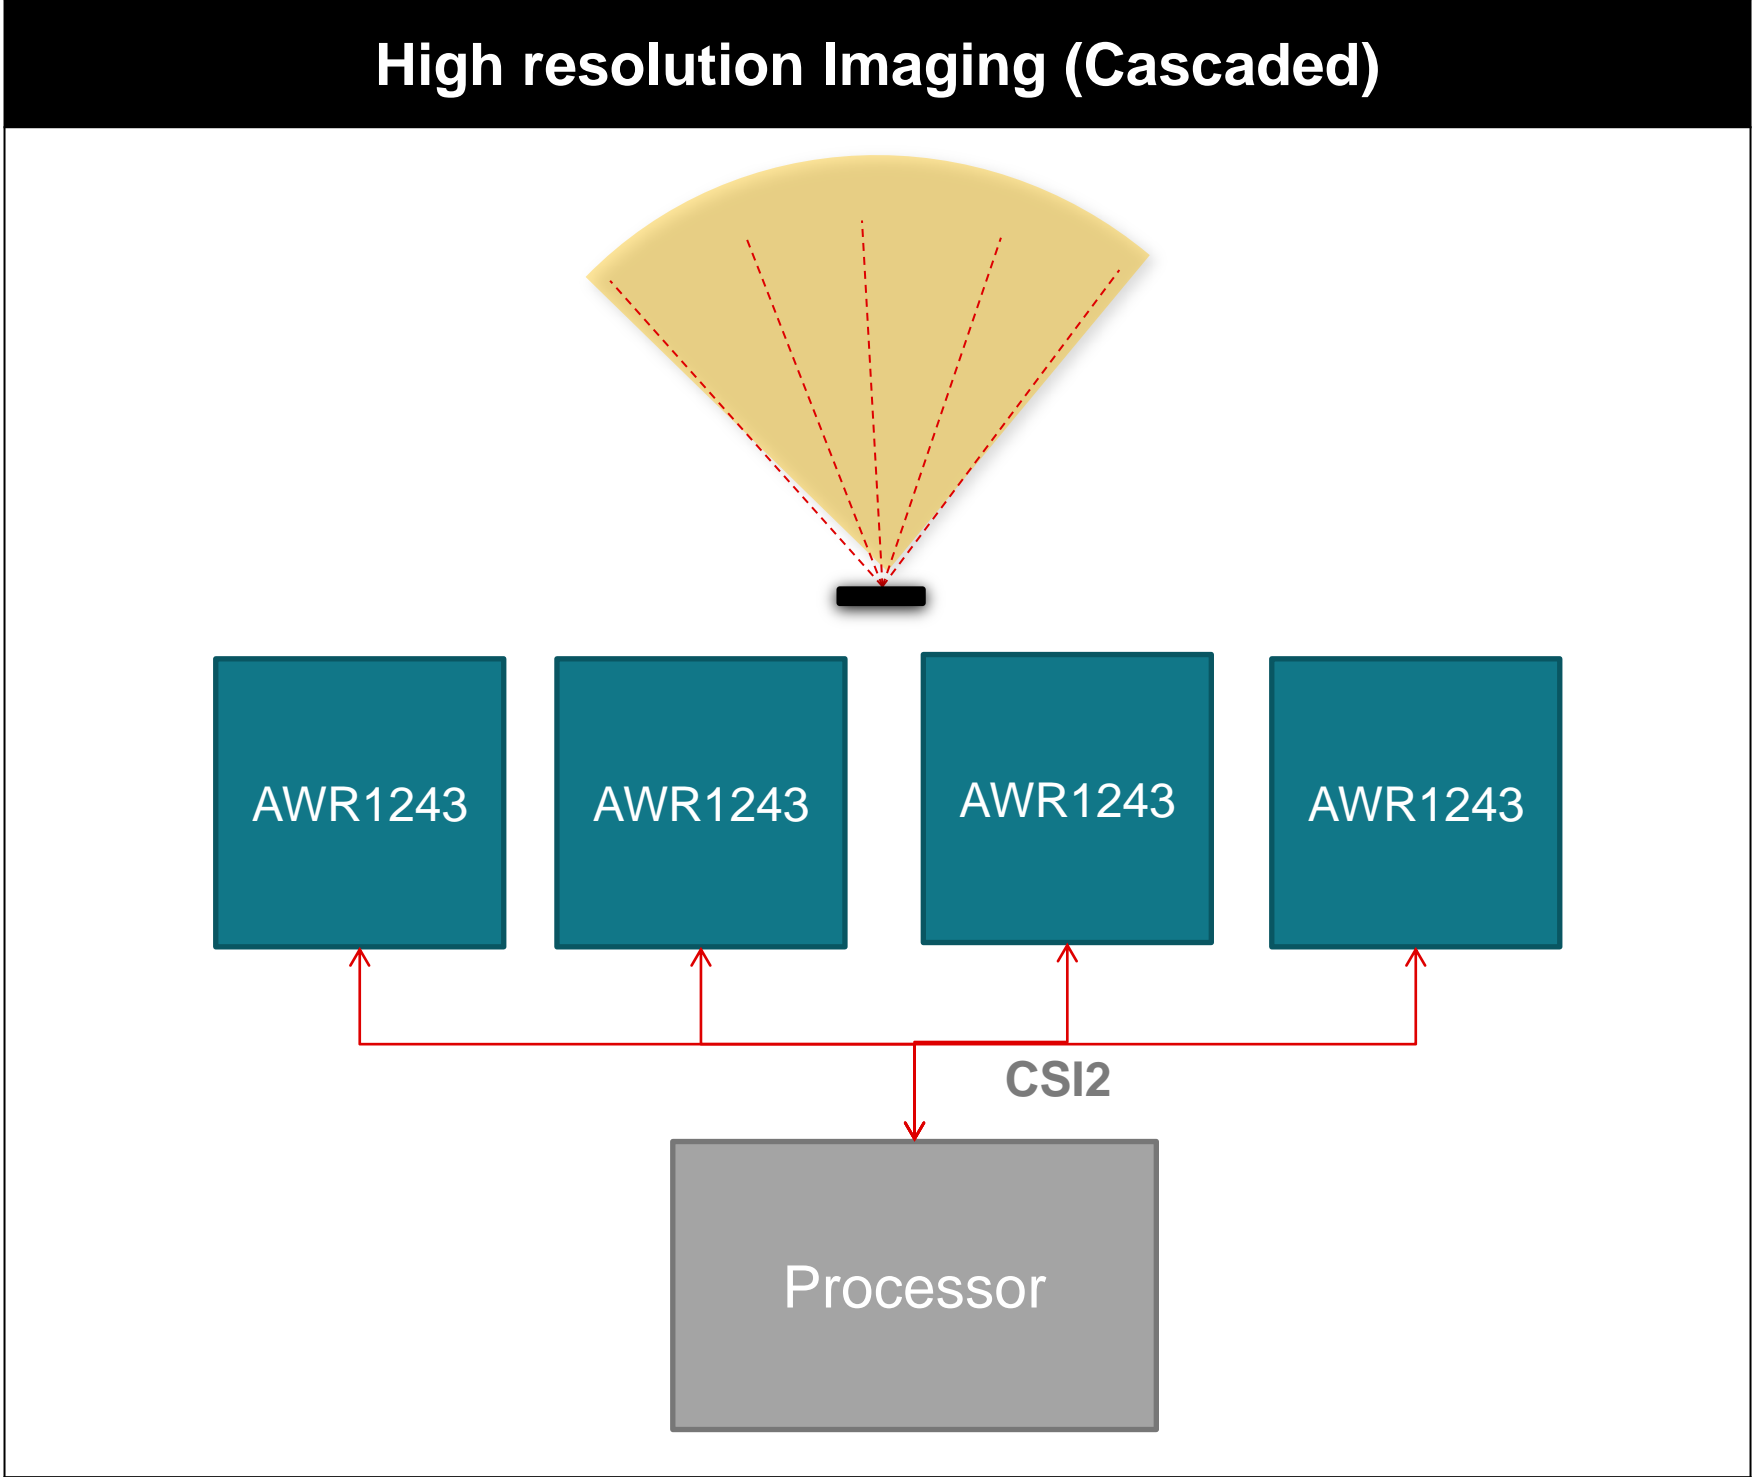 High resolution Imaging (Cascaded)
AWR1243
AWR1243
AWR1243
AWR1243
CSI2
Processor